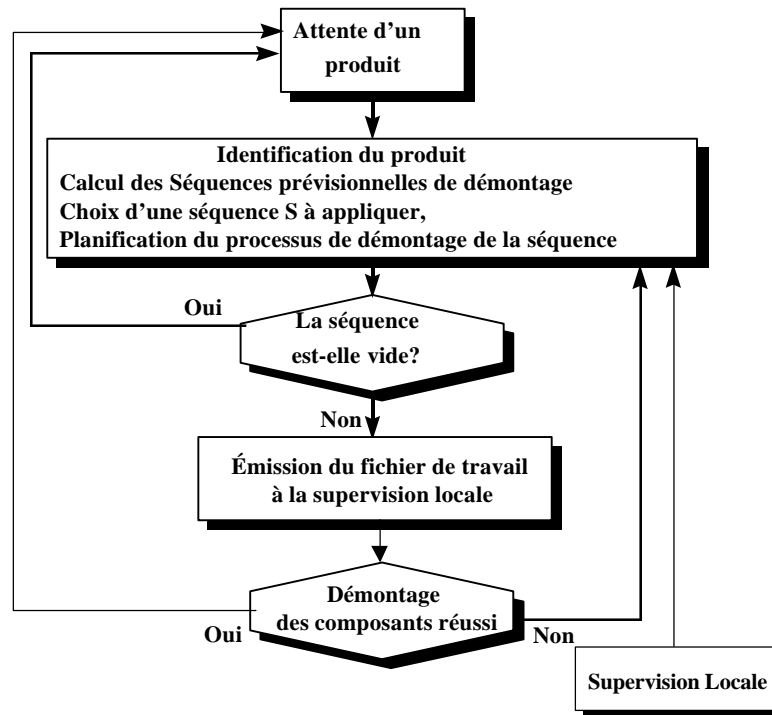 Attente d'un
produit
Identification du produit
Calcul des Séquences prévisionnelles de démontage
Choix d'une séquence S à appliquer,
Planification du processus de démontage de la séquence
Oui
La séquence
est-elle vide?
Non
Émission du fichier de travail
à la supervision locale
Démontage
des composants réussi
Oui
Non
Supervision Locale